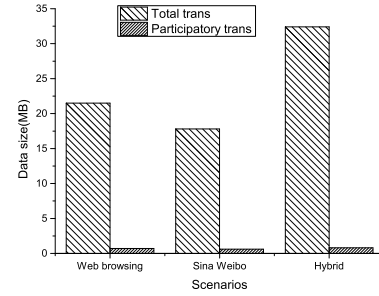 Total trans
Participatory trans
35
30
25
20
15
10
5
0
Data size(MB)
Web browsing Sina Weibo Hybrid
Scenarios